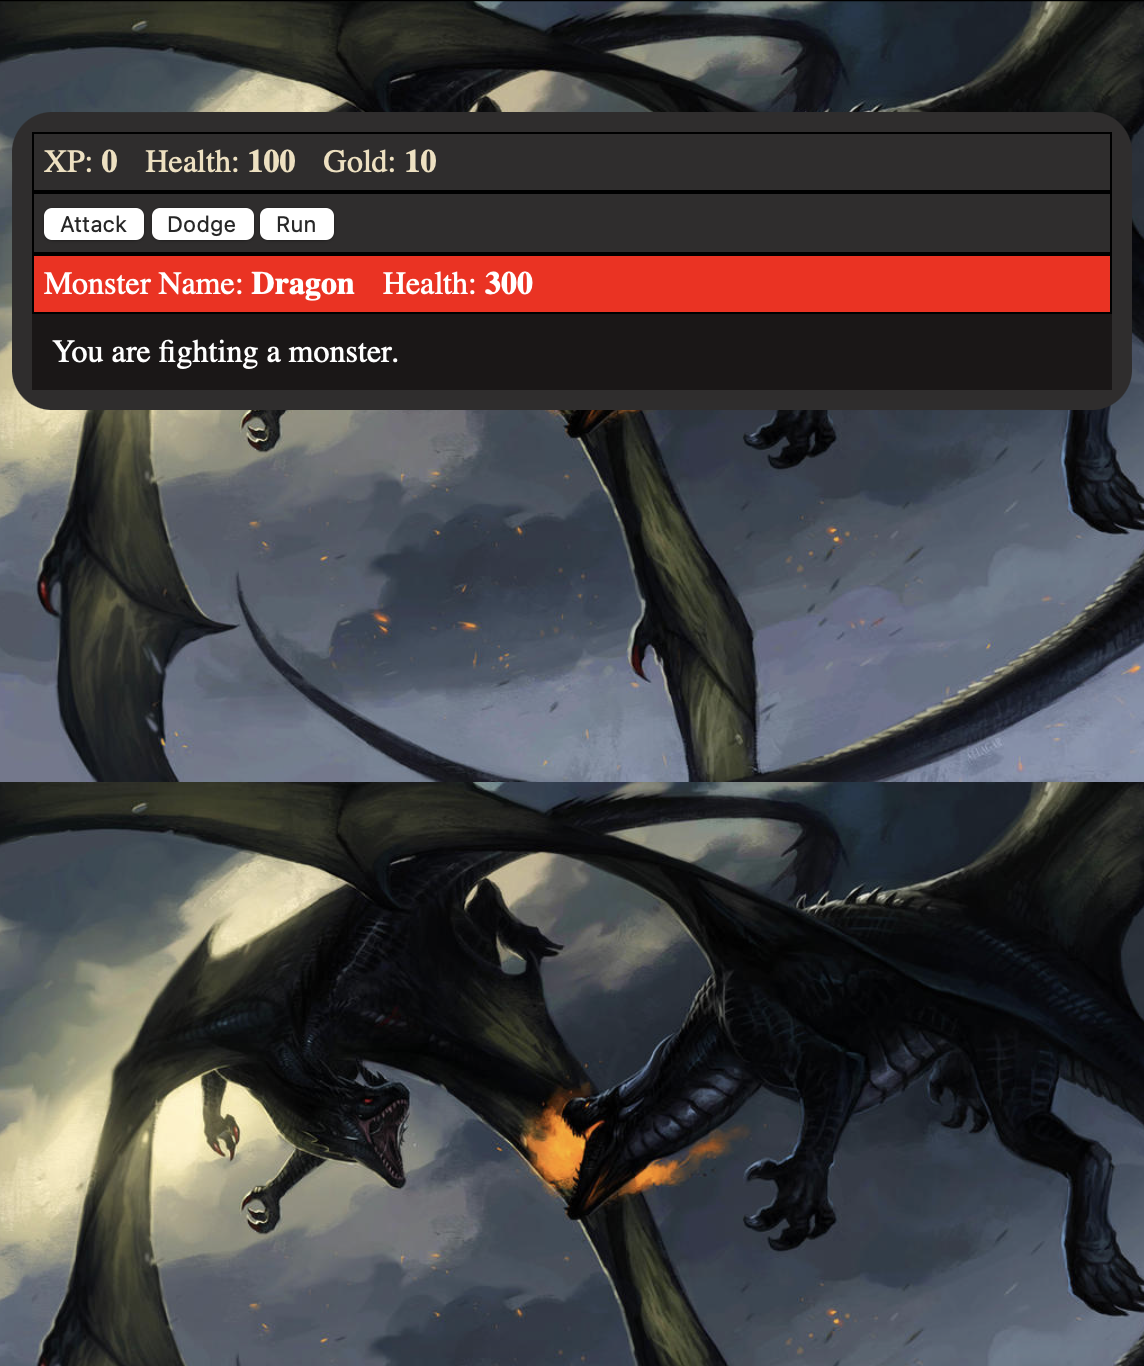 XP: 0 Health: 100 Gold: 10
Attack Dodge Run
Monster Name: Dragon Health: 300
You are fighting a monster.